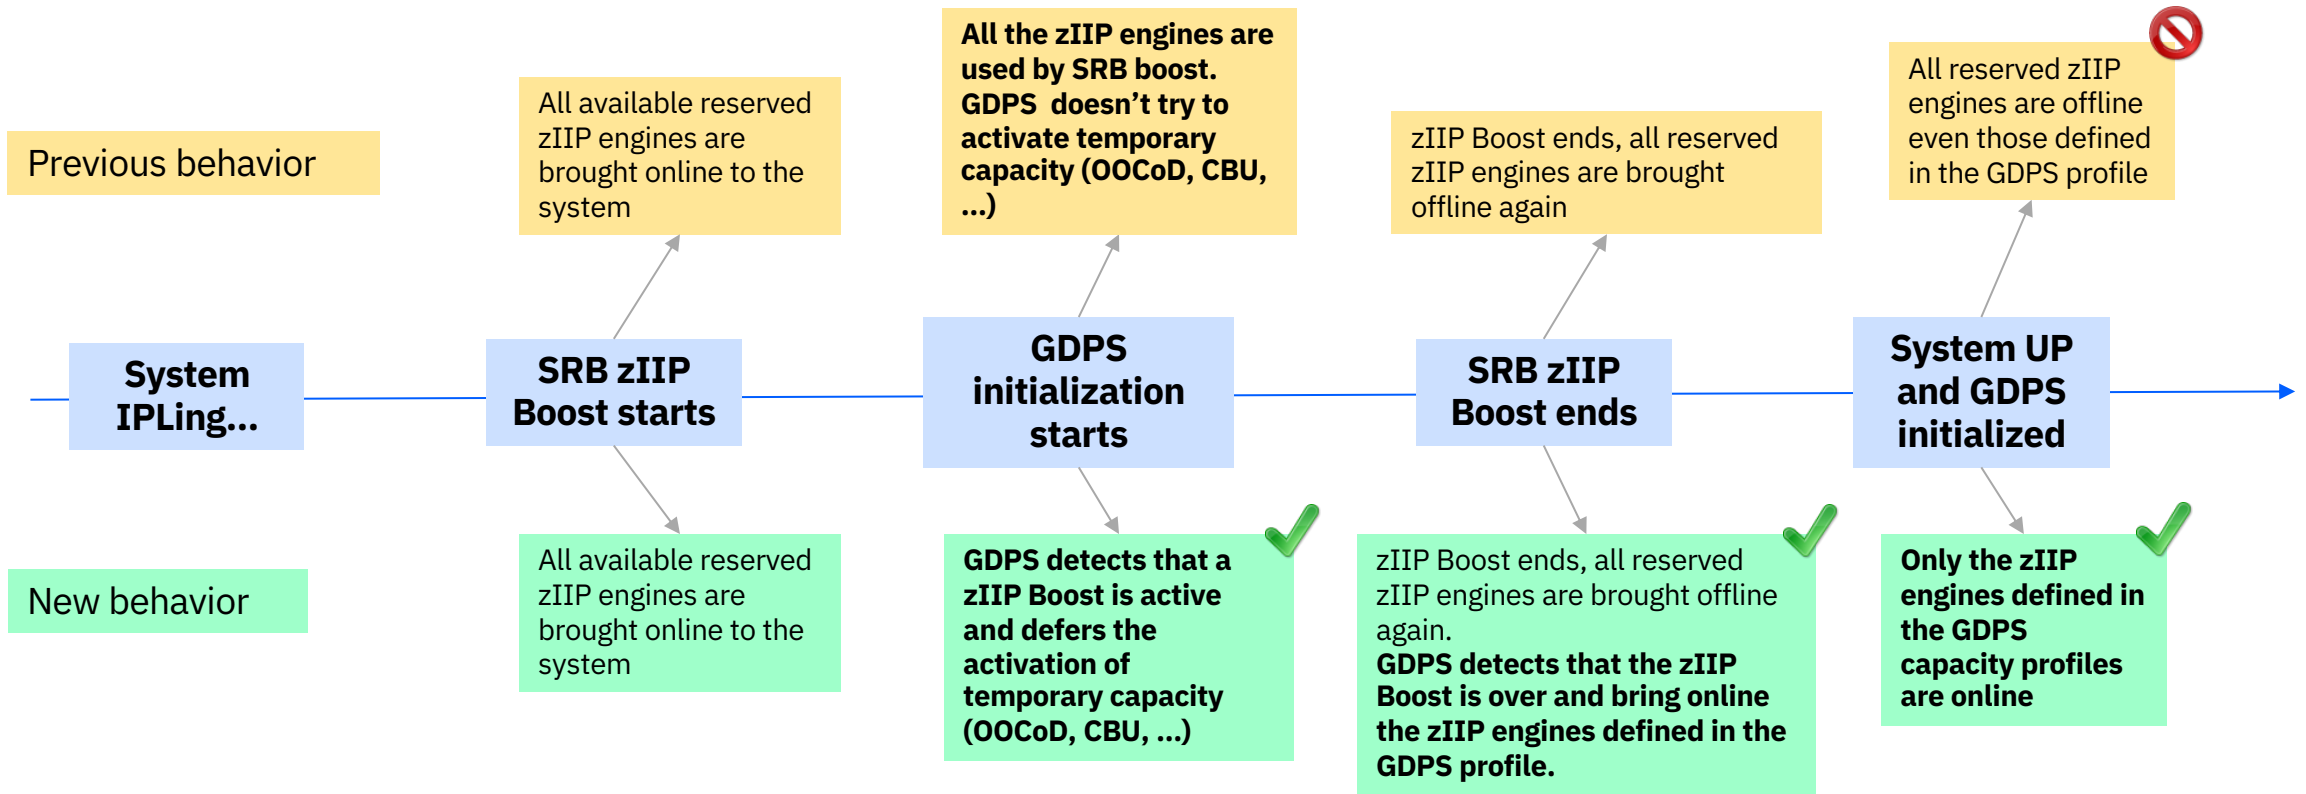 Previous behavior
All available reserved
zIIP engines are
brought online to the
system
All the zIIP engines are
used by SRB boost.
GDPS doesn't try to
activate temporary
capacity (OOCoD, CBU,
...)
zIIP Boost ends, all reserved
zIIP engines are brought
offline again
All reserved zIIP
engines are offline
even those defined
in the GDPS profile
System
IPLing...
SRB zIIP
Boost starts
GDPS
initialization
starts
SRB zIIP
Boost ends
System UP
and GDPS
initialized
New behavior
All available reserved
zIIP engines are
brought online to the
system
GDPS detects that a
zIIP Boost is active
and defers the
activation of
temporary capacity
(OOCoD, CBU, ...)
zIIP Boost ends, all reserved
zIIP engines are brought offline
again.
GDPS detects that the zIIP
Boost is over and bring online
the zIIP engines defined in the
GDPS profile.
Only the zIIP
engines defined in
the GDPS
capacity profiles
are online